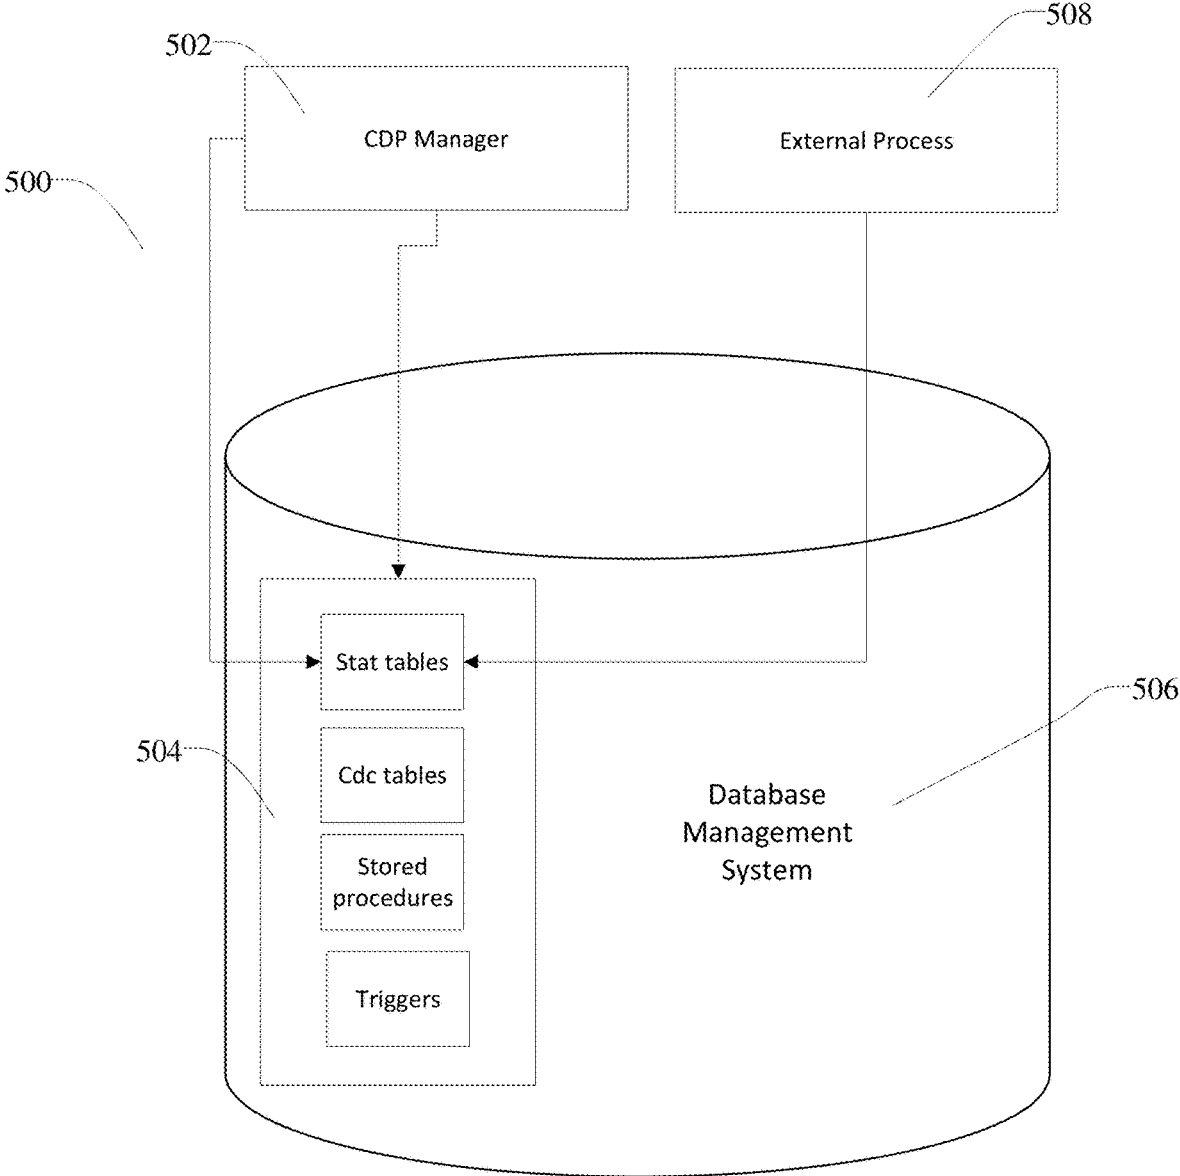 508
502
CDP Manager
External Process
500
Stat tables
506
504
Cdc tables
Database
Management
System
Stored
procedures
Triggers